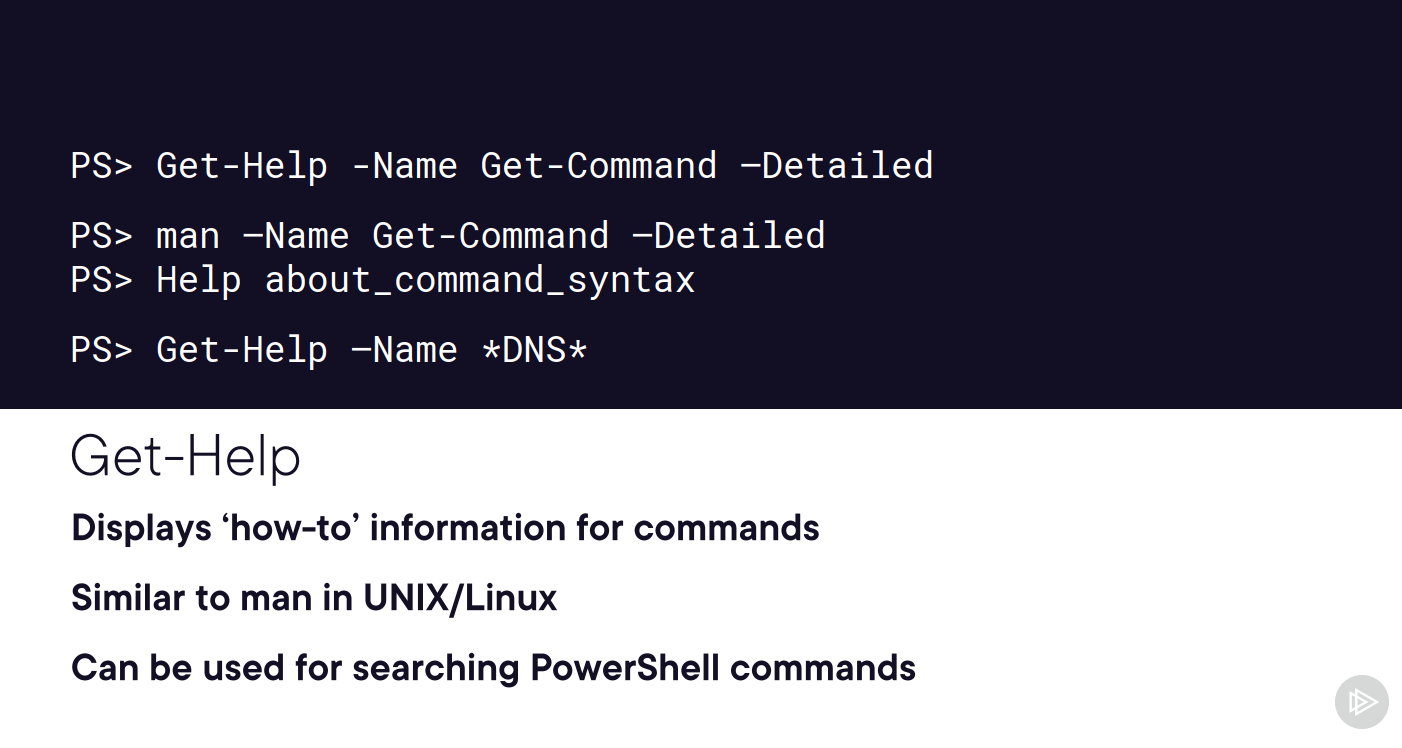 PS> Get-Help -Name Get-Command –Detailed
PS> man –Name Get-Command –Detailed
PS> Help about_command_syntax
PS> Get-Help –Name *DNS*
Get-Help
Displays ‘how-to’ information for commands
Similar to man in UNIX/Linux
Can be used for searching PowerShell commands